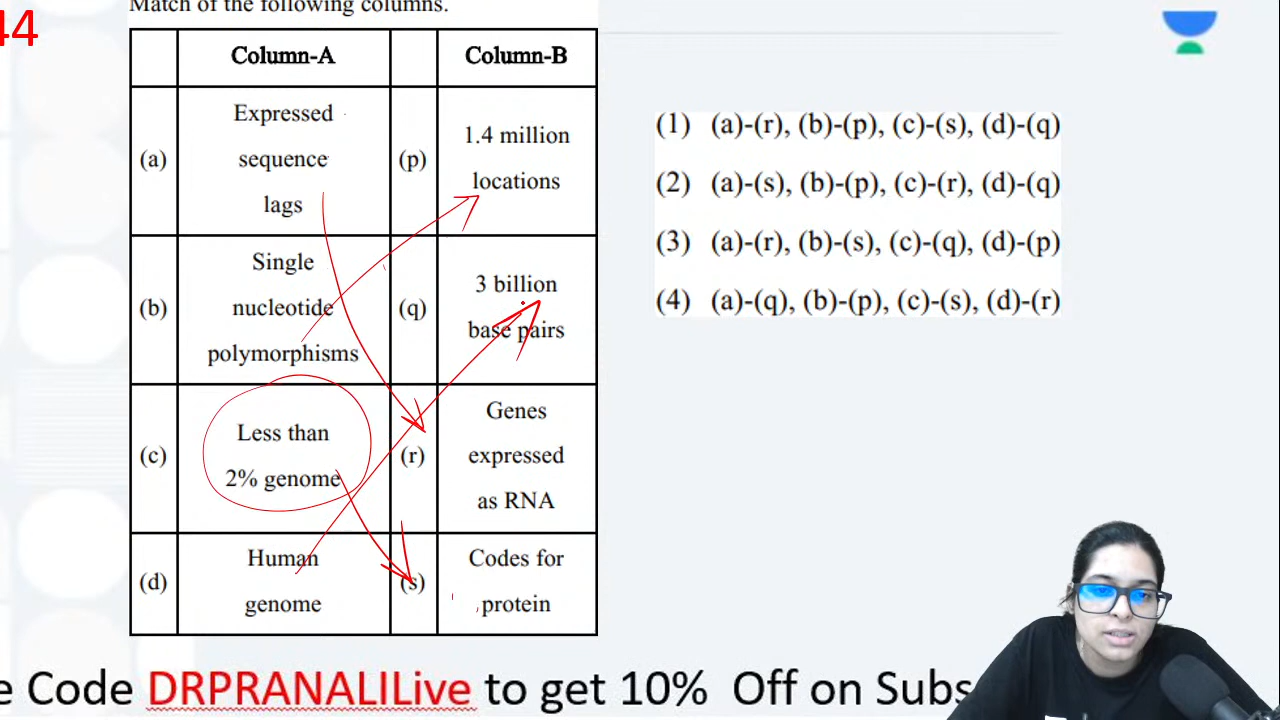 Match of the following columns.
44
Column-A
Column-B
(a)
Expressed
sequence
lags
(p)
1.4 million
locations
(b)
Single
nucleotide
polymorphisms
(q)
3 billion
base pairs
(c)
Less than
2% genome
(r)
Genes
expressed
as RNA
(d)
Human
genome
(s)
Codes for
protein
(1) (a)-(r), (b)-(p), (c)-(s), (d)-(q)
(2) (a)-(s), (b)-(p), (c)-(r), (d)-(q)
(3) (a)-(r), (b)-(s), (c)-(q), (d)-(p)
(4) (a)-(q), (b)-(p), (c)-(s), (d)-(r)
e Code DRPRANALILive to get 10% Off on Subs